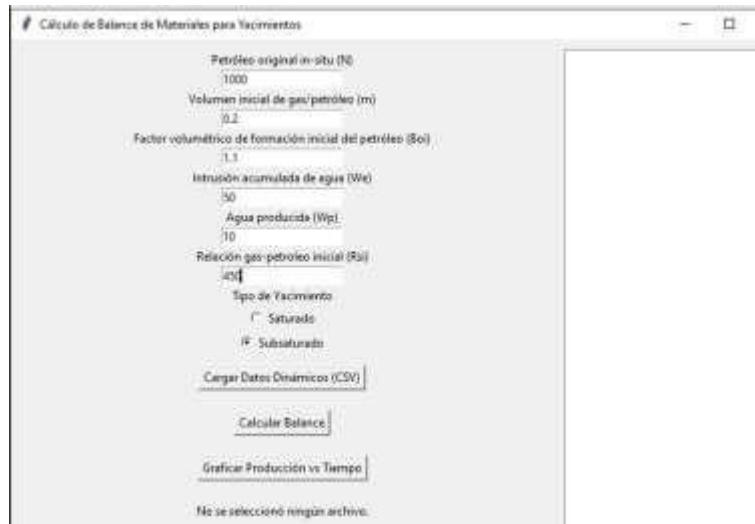 Cálculo de Balance de Materiales para Yacimientos
Petróleo original in-situ (N)
1000
Volumen inicial de gas/petróleo (m)
0.2
Factor volumétrico de formación inicial del petróleo (Boi)
1.1
Intrusión acumulada de agua (We)
50
Agua producida (Wp)
10
Relación gas-petroleo inicial (Rsi)
450
Tipo de Yacimiento
Saturado
Subsaturado
Cargar Datos Dinámicos (CSV)
Calcular Balance
Graficar Producción vs Tiempo
No se seleccionó ningún archivo.